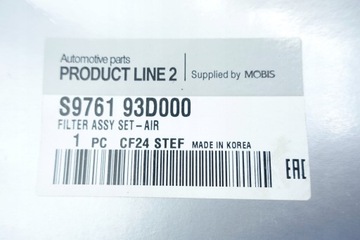 Automotive parts
PRODUCT LINE 2 Supplied by MOBIS
S9761 93D000
FILTER ASSY SET-AIR
1 PC CF24 STEF MADE IN KOREA
EAC